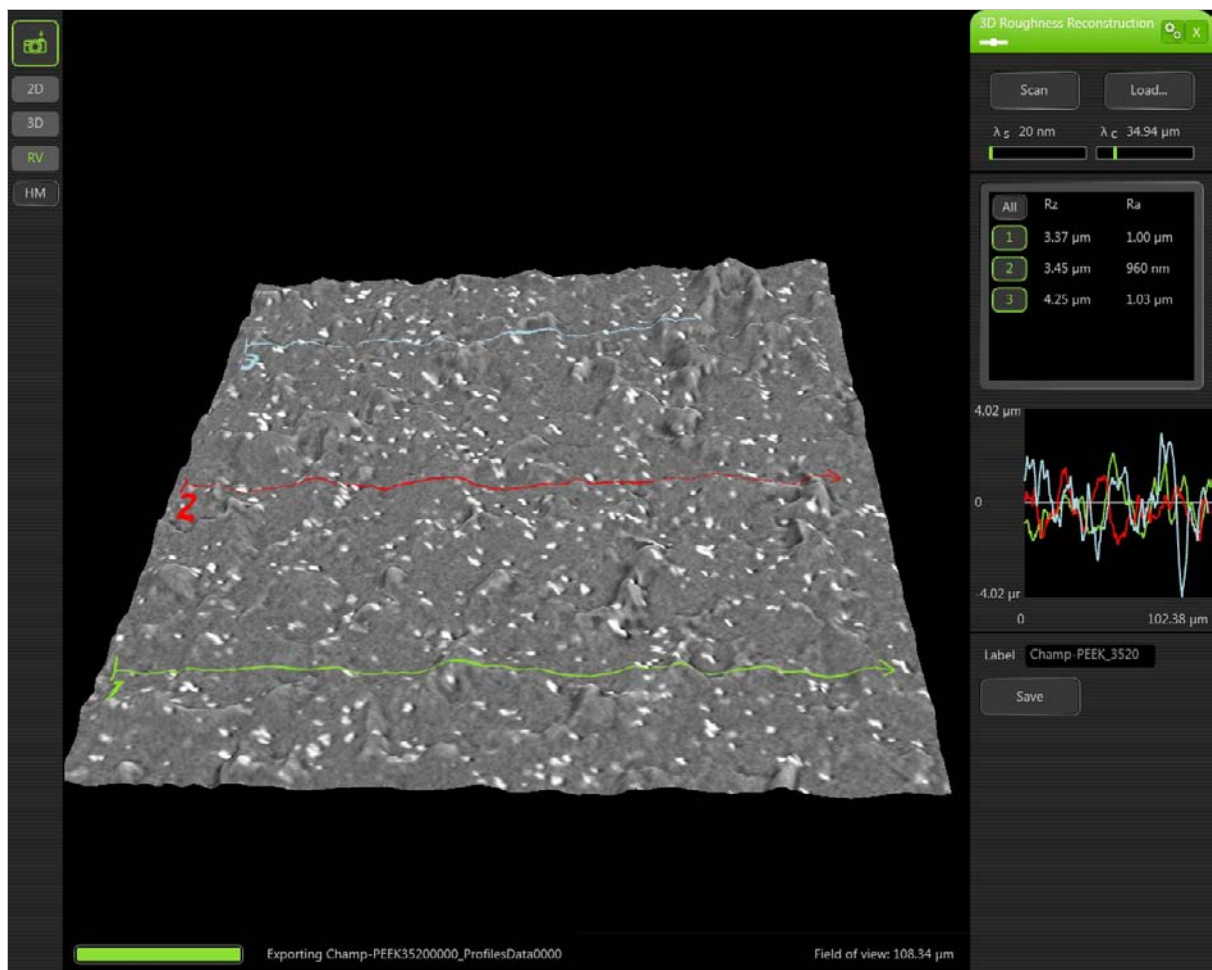 2D
3D
RV
HM
3D Roughness Reconstruction
X
Scan Load...
λs 20 nm λc 34.94 μm
All Rz Ra
1 3.37 μm 1.00 μm
2 3.45 μm 960 nm
3 4.25 μm 1.03 μm
3
2
1
4.02 μm
0
-4.02 μr
0 102.38 μm
Label Champ-PEEK_3520
Save
Exporting Champ-PEEK35200000_ProfilesData0000 Field of view: 108.34 μm